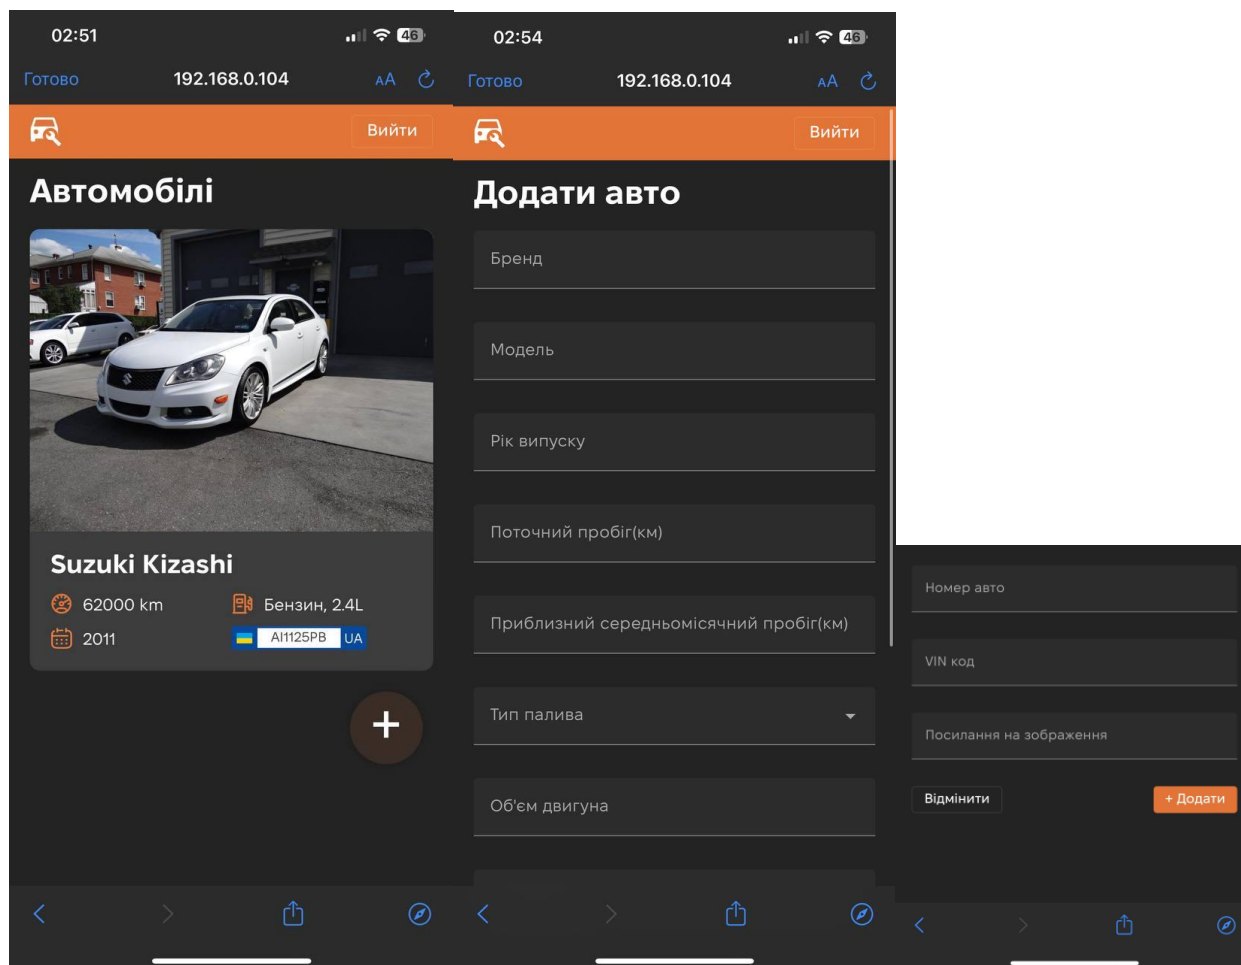 02:51
46
Готово
192.168.0.104
AA
Вийти
Автомобілі
Suzuki Kizashi
62000 km
Бензин, 2.4L
2011
AI1125PB
UA
02:54
46
Готово
192.168.0.104
AA
Вийти
Додати авто
Бренд
Модель
Рік випуску
Поточний пробіг(км)
Приблизний середньомісячний пробіг(км)
Тип палива
Об'єм двигуна
Номер авто
VIN код
Посилання на зображення
Відмінити
+ Додати